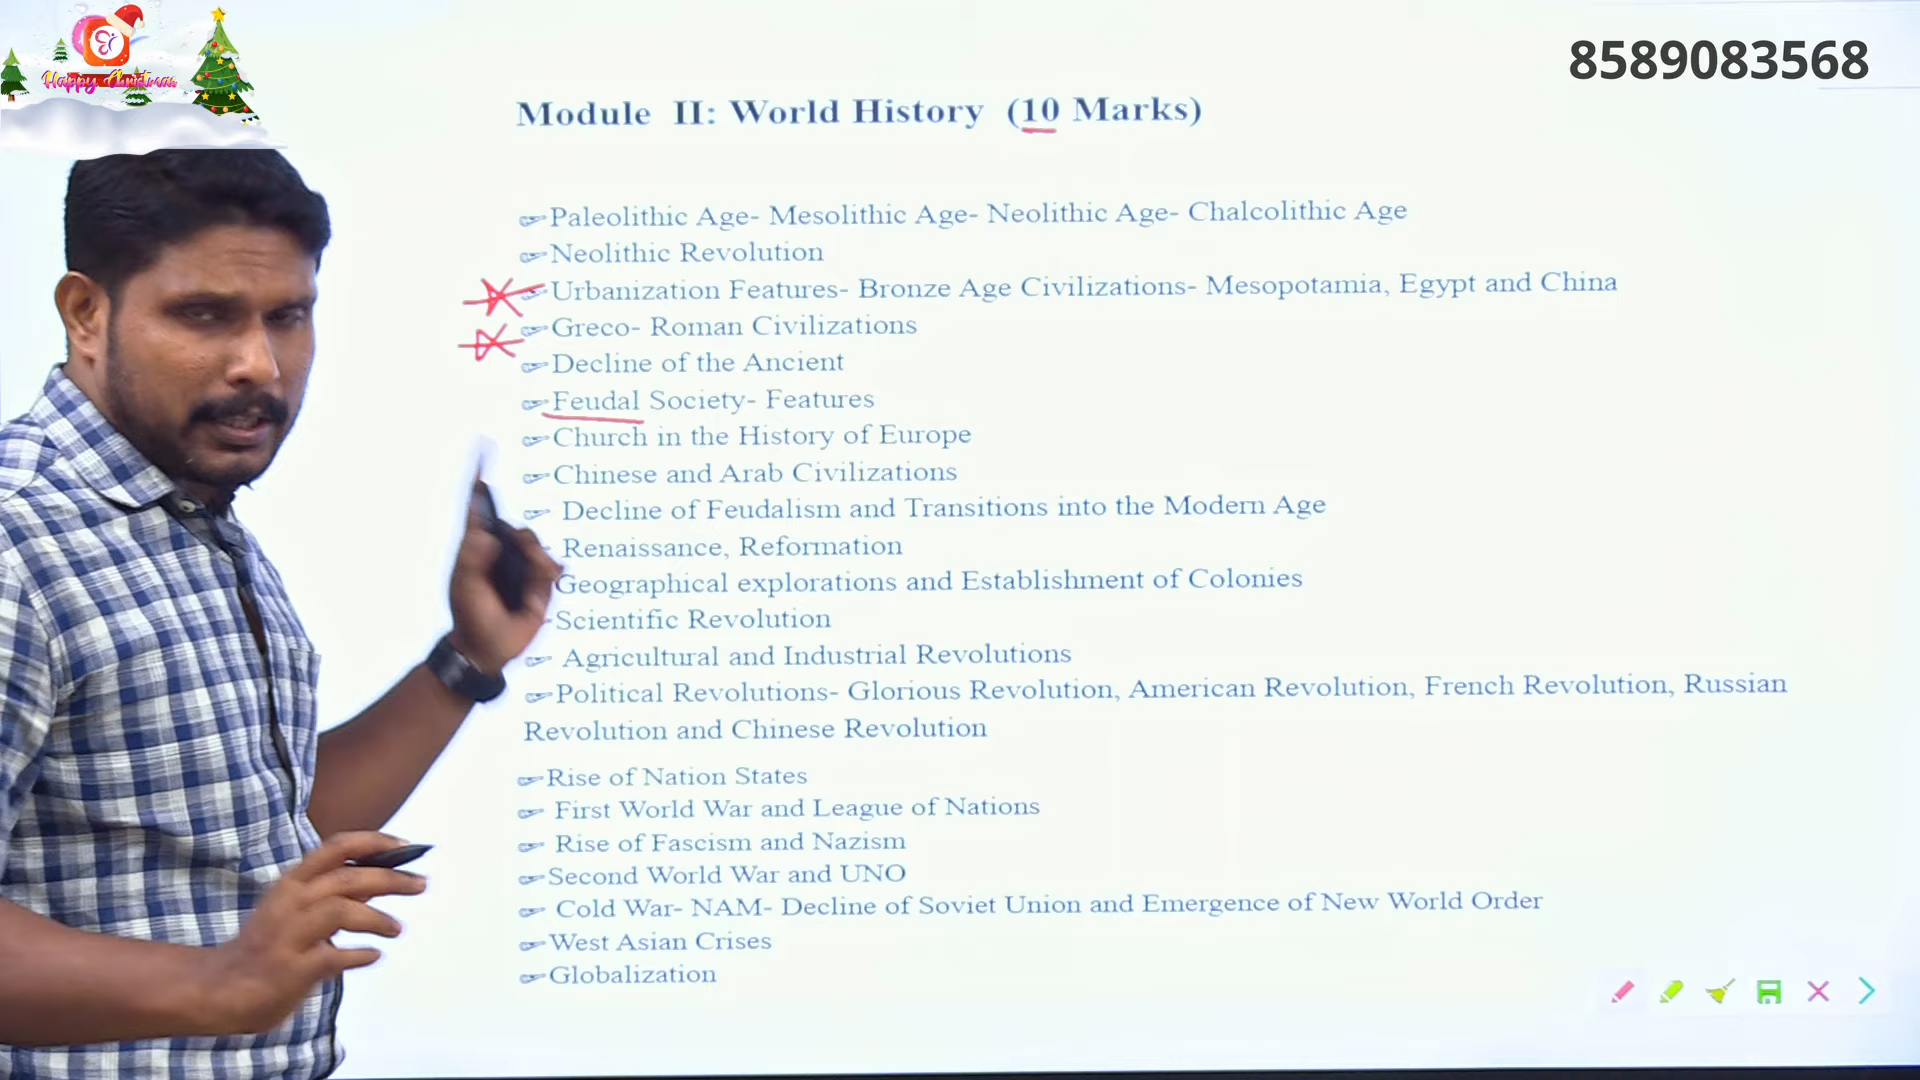 Happy Christmas
8589083568
Module II: World History (10 Marks)
Paleolithic Age- Mesolithic Age- Neolithic Age- Chalcolithic Age
Neolithic Revolution
Urbanization Features- Bronze Age Civilizations- Mesopotamia, Egypt and China
Greco- Roman Civilizations
Decline of the Ancient
Feudal Society- Features
Church in the History of Europe
Chinese and Arab Civilizations
Decline of Feudalism and Transitions into the Modern Age
Renaissance, Reformation
Geographical explorations and Establishment of Colonies
Scientific Revolution
Agricultural and Industrial Revolutions
Political Revolutions- Glorious Revolution, American Revolution, French Revolution, Russian
Revolution and Chinese Revolution
Rise of Nation States
First World War and League of Nations
Rise of Fascism and Nazism
Second World War and UNO
Cold War- NAM- Decline of Soviet Union and Emergence of New World Order
West Asian Crises
Globalization